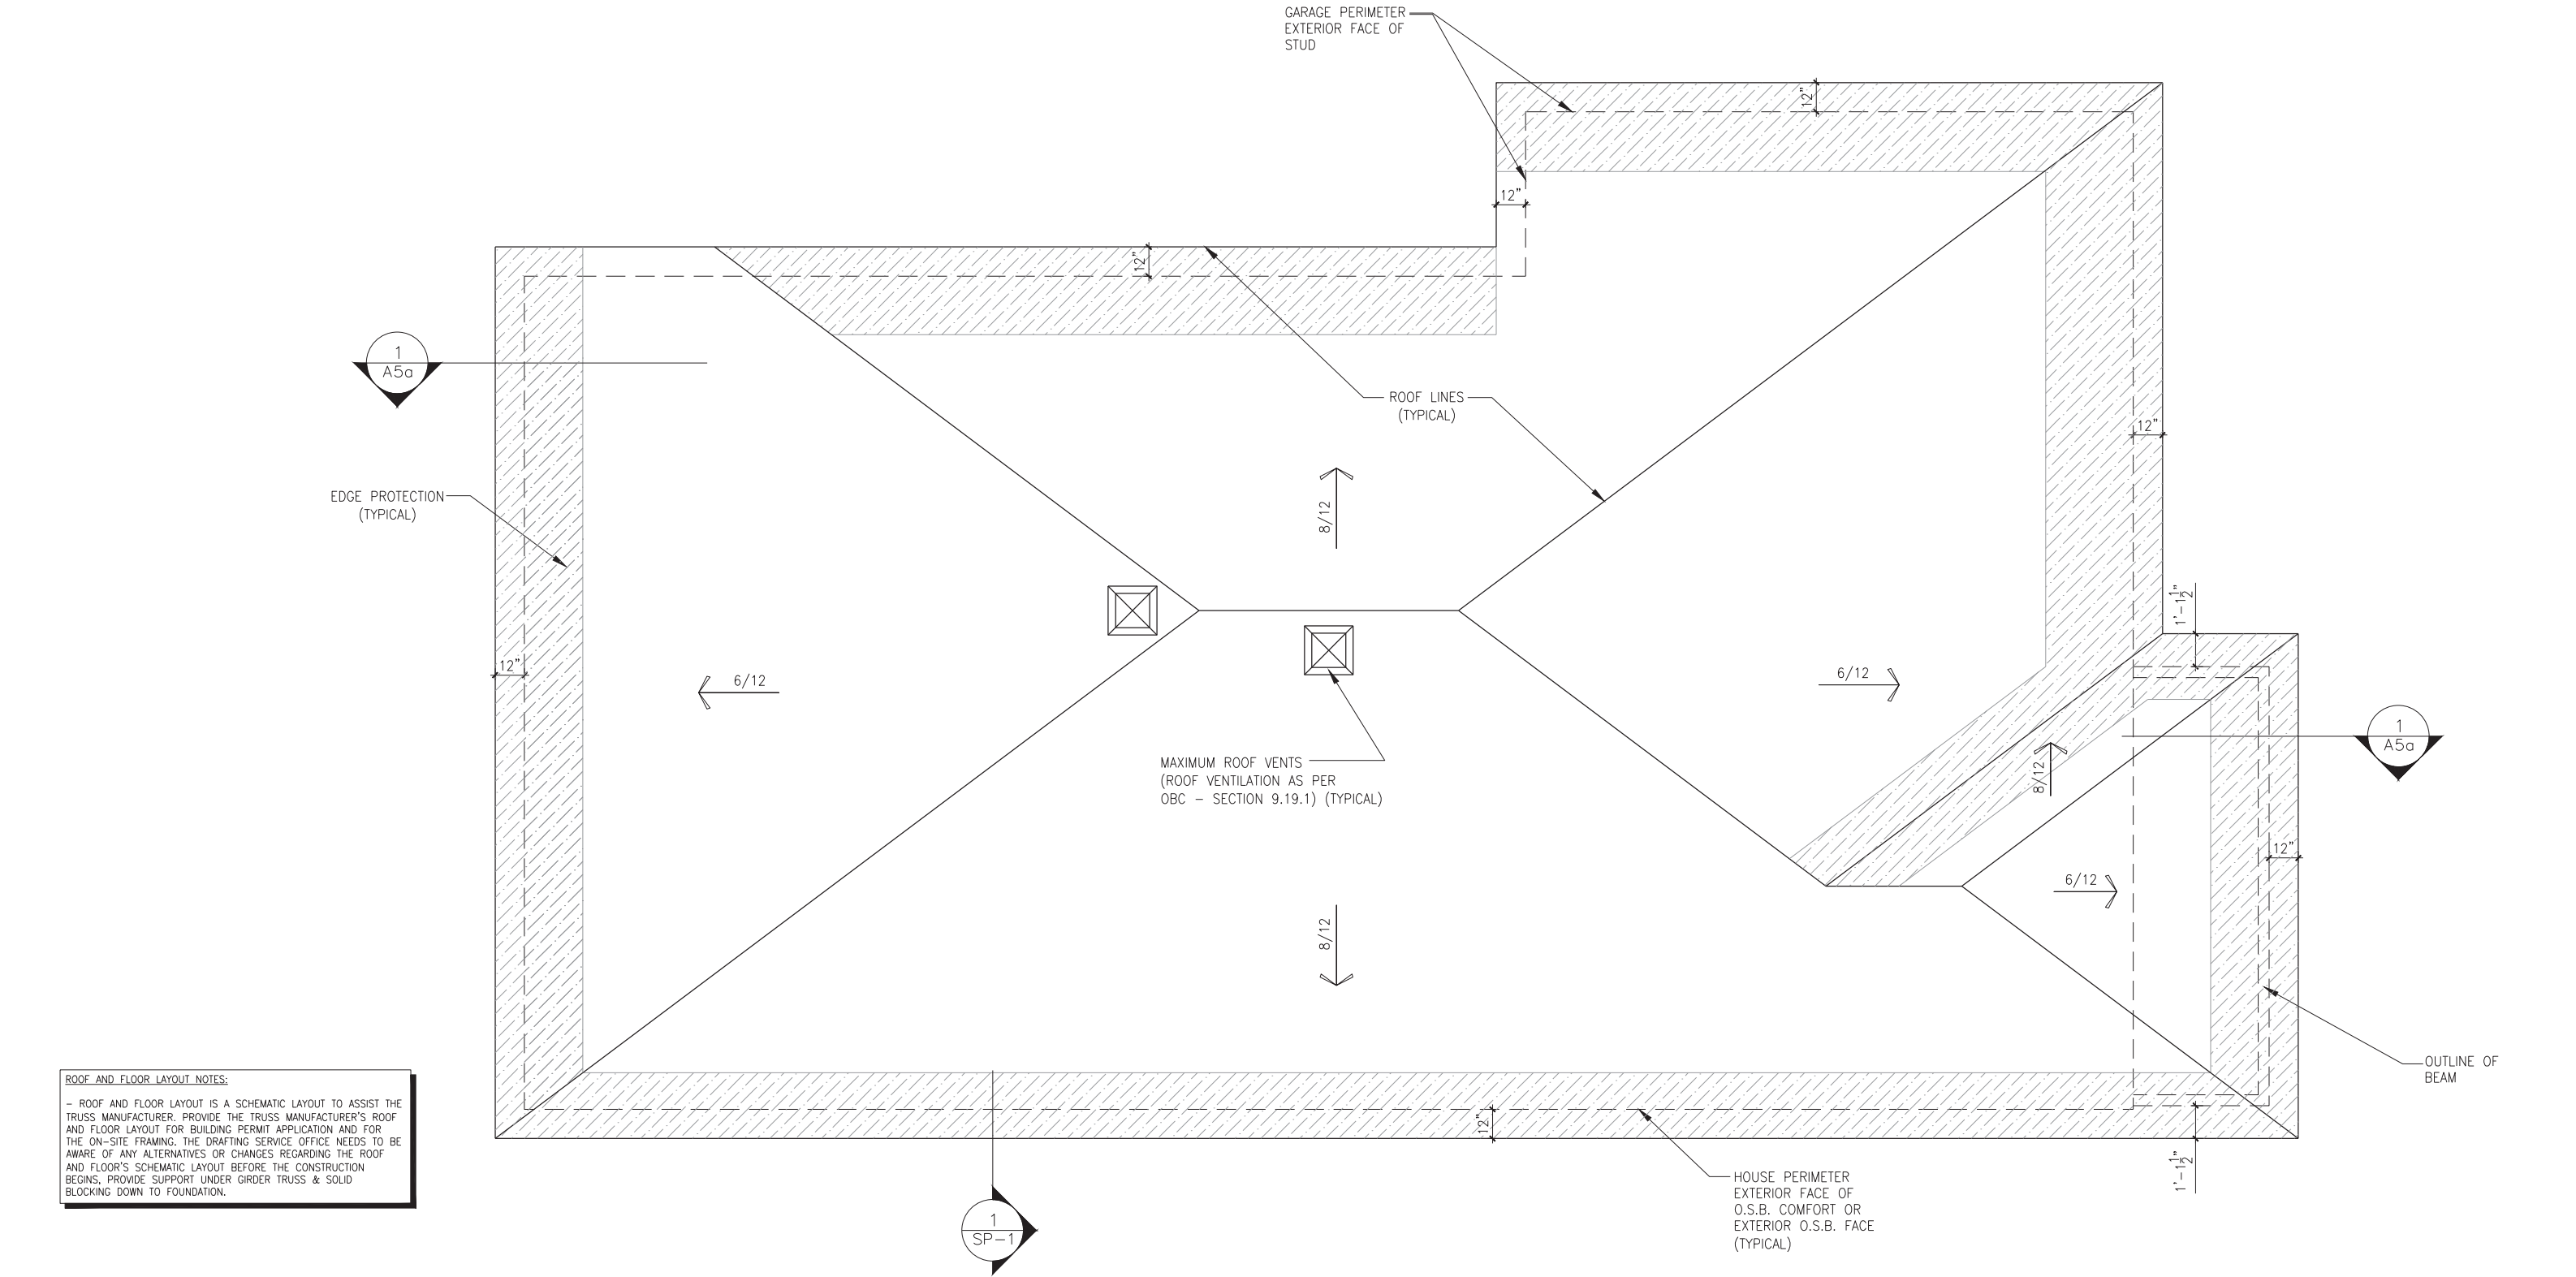 GARAGE PERIMETER
EXTERIOR FACE OF
STUD
12"
12"
12"
1
A5a
ROOF LINES
(TYPICAL)
12"
EDGE PROTECTION
(TYPICAL)
8/12
1'-1½"
12"
6/12
6/12
1
A5a
MAXIMUM ROOF VENTS
(ROOF VENTILATION AS PER
OBC - SECTION 9.19.1) (TYPICAL)
8/12
12"
6/12
8/12
OUTLINE OF
BEAM
ROOF AND FLOOR LAYOUT NOTES:
- ROOF AND FLOOR LAYOUT IS A SCHEMATIC LAYOUT TO ASSIST THE
TRUSS MANUFACTURER. PROVIDE THE TRUSS MANUFACTURER'S ROOF
AND FLOOR LAYOUT FOR BUILDING PERMIT APPLICATION AND FOR
THE ON-SITE FRAMING. THE DRAFTING SERVICE OFFICE NEEDS TO BE
AWARE OF ANY ALTERNATIVES OR CHANGES REGARDING THE ROOF
AND FLOOR'S SCHEMATIC LAYOUT BEFORE THE CONSTRUCTION
BEGINS, PROVIDE SUPPORT UNDER GIRDER TRUSS & SOLID
BLOCKING DOWN TO FOUNDATION.
12"
1'-1½"
HOUSE PERIMETER
EXTERIOR FACE OF
O.S.B. COMFORT OR
EXTERIOR O.S.B. FACE
(TYPICAL)
1
SP-1